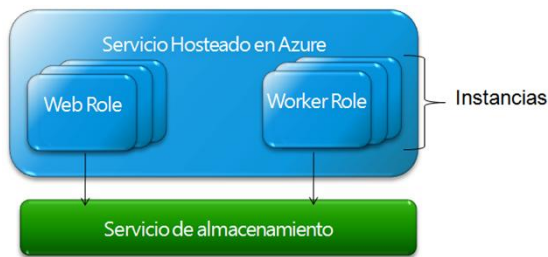 Servicio Hosteado en Azure
Web Role
Worker Role
Instancias
Servicio de almacenamiento